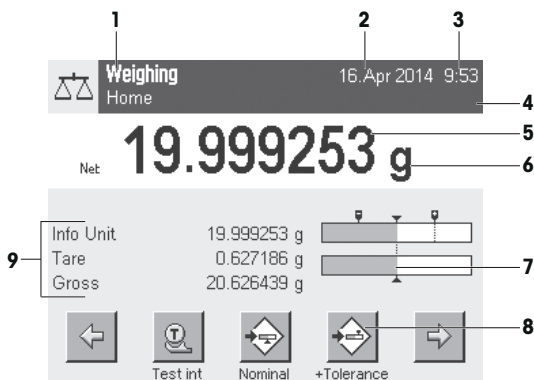 1 2 3
Weighing 16.Apr 2014 9:53
Home
4
5
Net 19.999253 g
6
Info Unit 19.999253 g
9 Tare 0.627186 g 7
Gross 20.626439 g
8
T
Test int Nominal +Tolerance